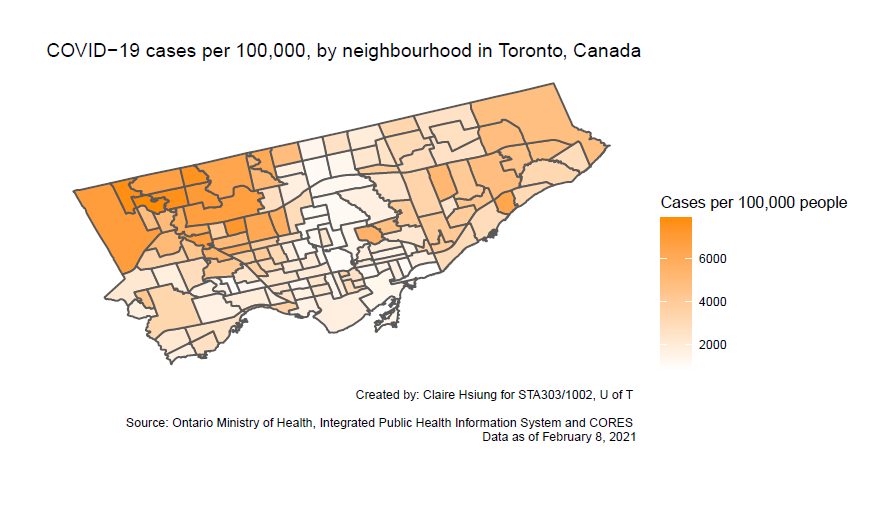 COVID−19 cases per 100,000, by neighbourhood in Toronto, Canada
Cases per 100,000 people
6000
4000
2000
Created by: Claire Hsiung for STA303/1002, U of T
Source: Ontario Ministry of Health, Integrated Public Health Information System and CORES
Data as of February 8, 2021